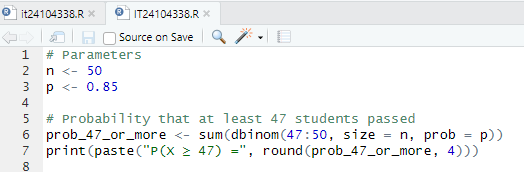 it24104338.R × IT24104338.R ×
Source on Save
1 # Parameters
2 n <- 50
3 p <- 0.85
4
5 # Probability that at least 47 students passed
6 prob_47_or_more <- sum(dbinom(47:50, size = n, prob = p))
7 print(paste("P(X ≥ 47) =", round(prob_47_or_more, 4)))
8